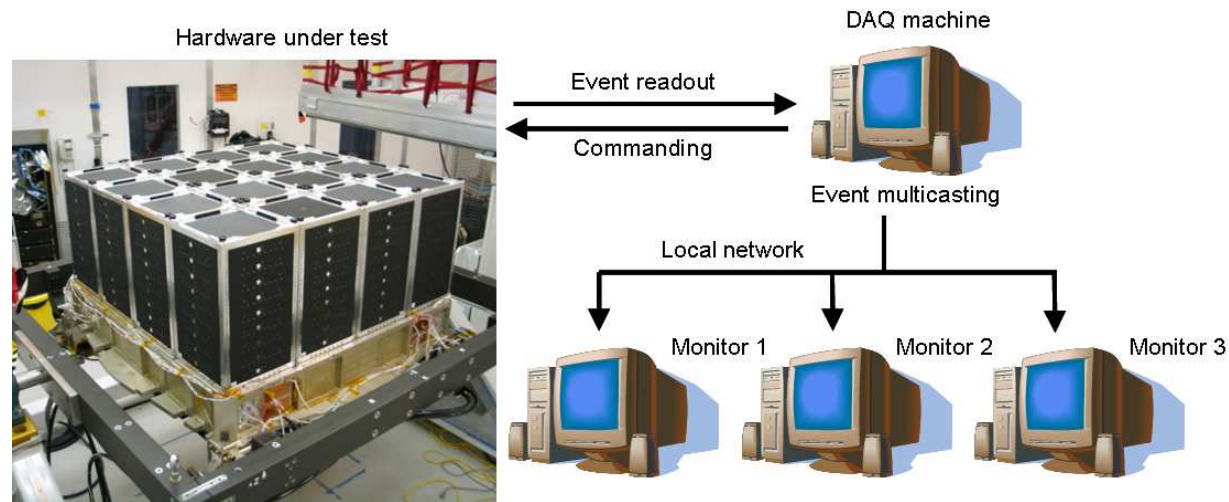 DAQ machine
Hardware under test
Event readout
Commanding
Event multicasting
Local network
Monitor 1
Monitor 2
Monitor 3